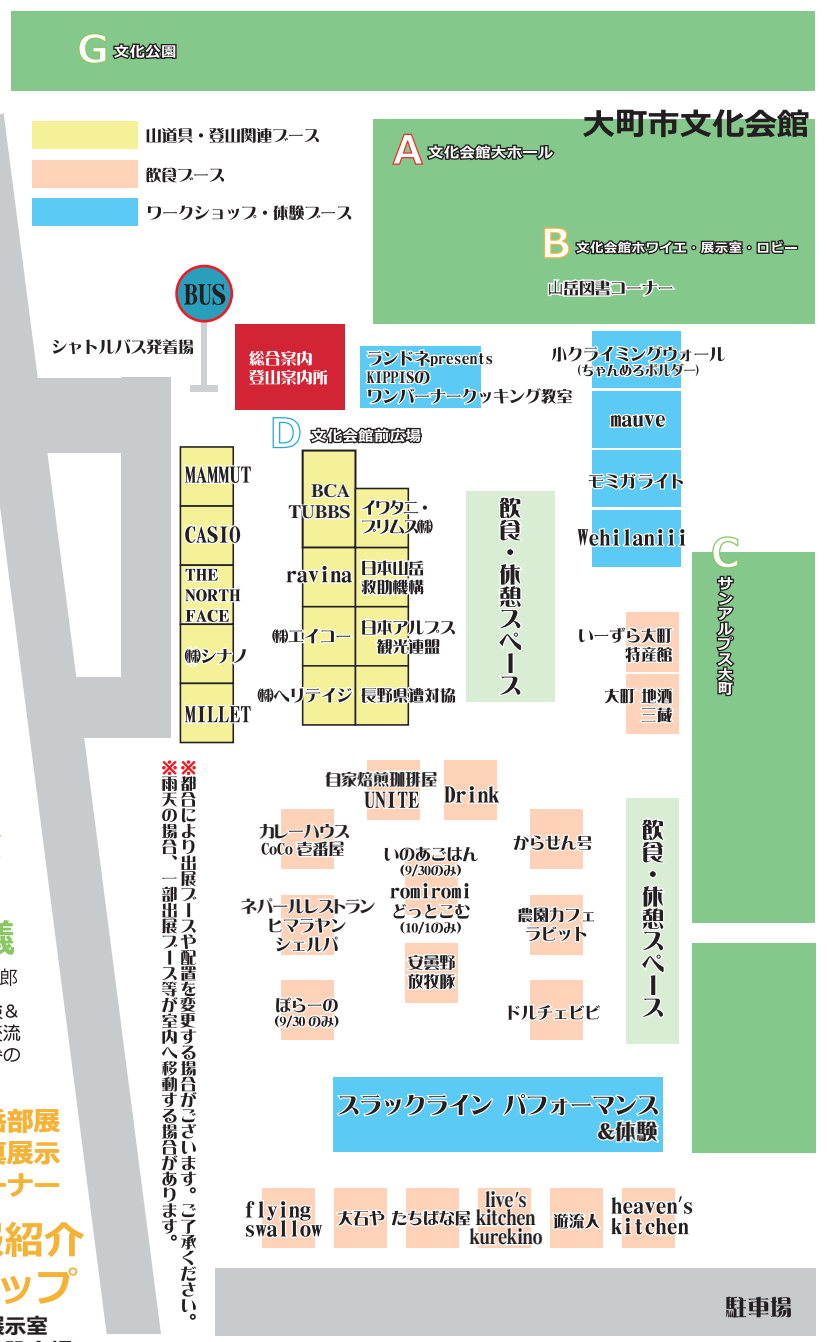 G 文化公園
大町市文化会館
山道具・登山関連ブース
飲食ブース
ワークショップ・体験ブース
A 文化会館大ホール
B 文化会館ホワイエ・展示室・ロビー
山岳図書コーナー
BUS
シャトルバス発着場
総合案内
登山案内所
ランドネpresents
KIPPISの
ワンバーナークッキング教室
小クライミングウォール
(ちゃんめろボルダー)
mauve
モミガライト
Wehilaniii
D 文化会館前広場
MAMMUT
CASIO
THE
NORTH
FACE
㈱シナノ
MILLET
BCA
TUBBS
イワタニ・
プリムス㈱
ravina
日本山岳
救助機構
㈱エイコー
日本アルプス
観光連盟
㈱ヘリテイジ
長野県遭対協
飲食・休憩スペース
C
サンアルプス大町
いーずら大町
特産館
大町 地酒
三蔵
※都合により出展ブースや配置を変更する場合がございます。ご了承ください。
※雨天の場合、一部出展ブース等が室内へ移動する場合があります。
自家焙煎珈琲屋
UNITE
Drink
カレーハウス
CoCo 壱番屋
いのあごはん
(9/30のみ)
romiromi
どっとこむ
(10/1のみ)
からせん号
ネパールレストラン
ヒマラヤン
シェルパ
農園カフェ
ラビット
安曇野
放牧豚
ぽらーの
(9/30 のみ)
ドルチェビビ
飲食・休憩スペース
スラックライン パフォーマンス
&体験
flying
swallow
大石や
たちばな屋
live's
kitchen
kurekino
遊流人
heaven's
kitchen
駐車場
郎
&
交流
の
部展
展示
ーナー
紹介
ップ
展示室